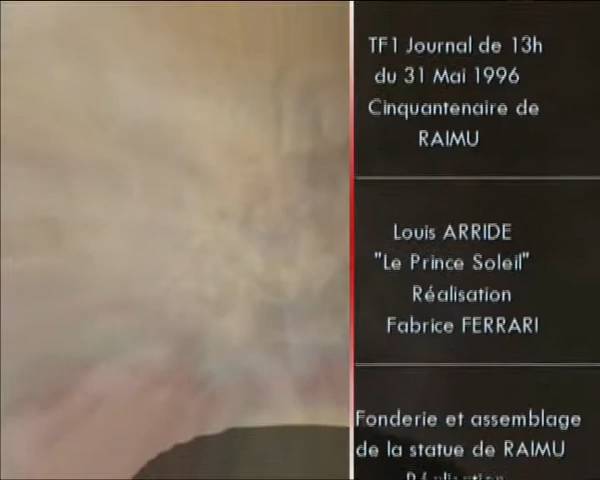 TF1 Journal de 13h
du 31 Mai 1996
Cinquantenaire de
RAIMU
Louis ARRIDE
"Le Prince Soleil"
Réalisation
Fabrice FERRARI
Fonderie et assemblage
de la statue de RAIMU
Réalisation